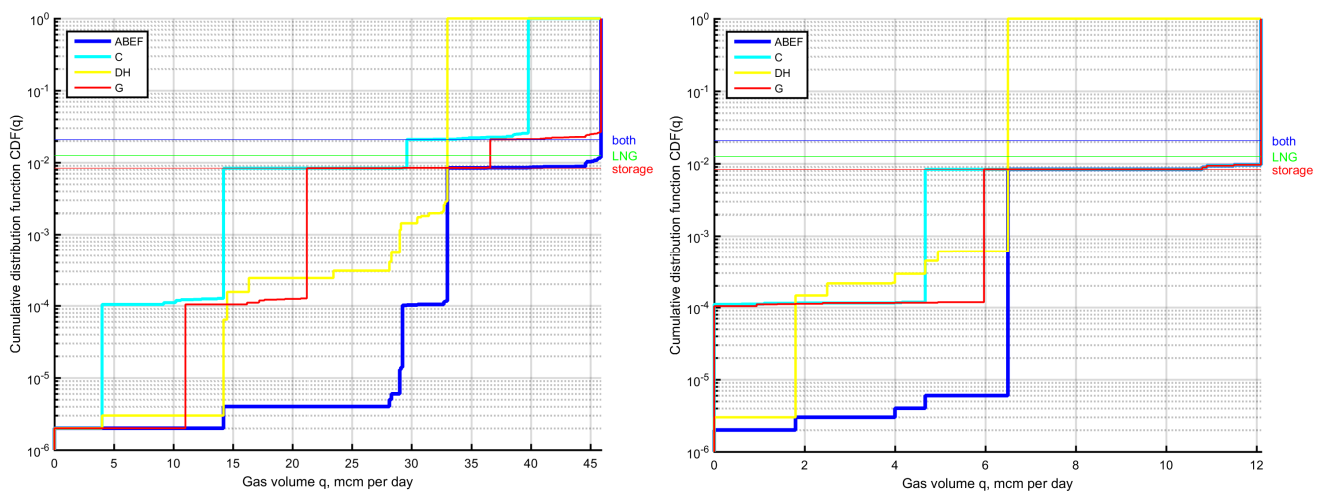 Cumulative distribution function CDF(q)
10^0
10^-1
10^-2
10^-3
10^-4
10^-5
10^-6
ABEF
C
DH
G
both
LNG
storage
0 5 10 15 20 25 30 35 40 45
Gas volume q, mcm per day
Cumulative distribution function CDF(q)
10^0
10^-1
10^-2
10^-3
10^-4
10^-5
10^-6
ABEF
C
DH
G
both
LNG
storage
0 2 4 6 8 10 12
Gas volume q, mcm per day